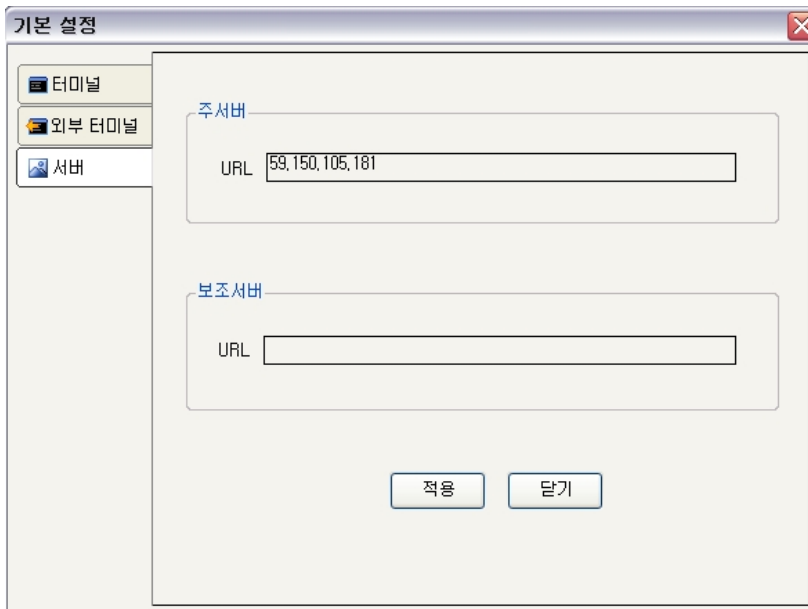 기본 설정
터미널
외부 터미널
서버
주서버
URL 59,150,105,181
보조서버
URL
적용 닫기